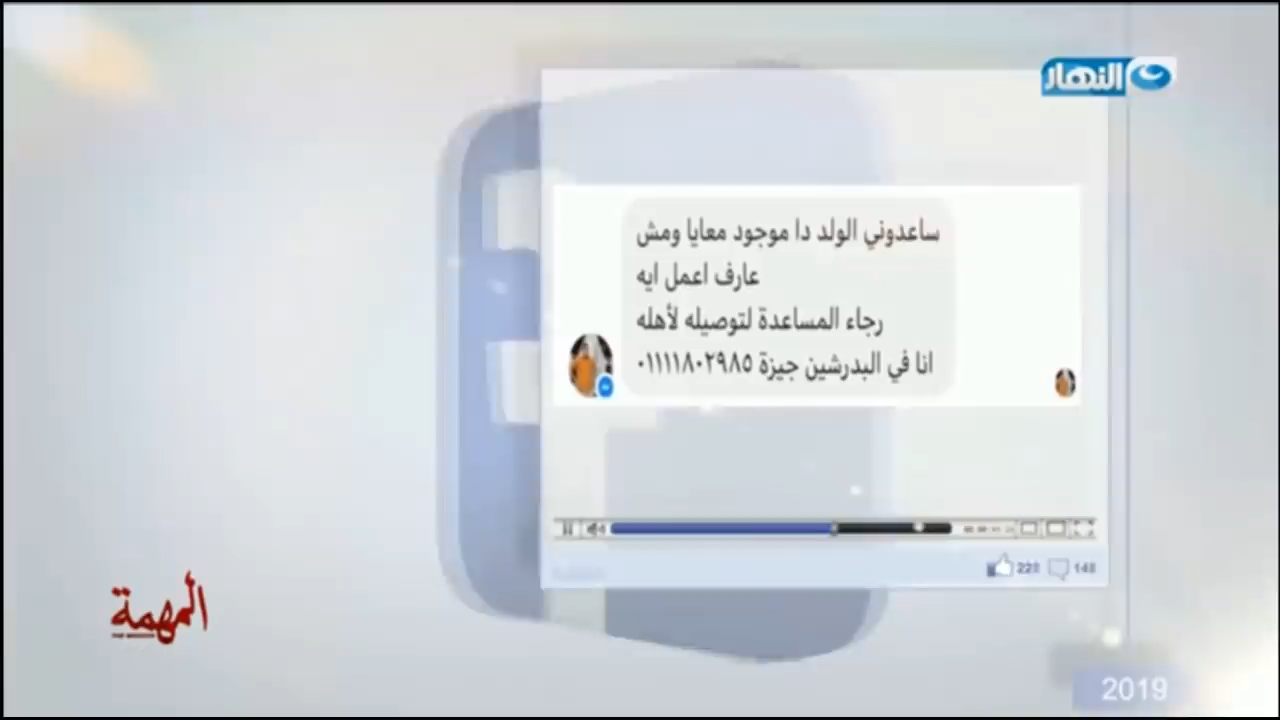 النهار
ساعدوني الولد دا موجود معايا ومش
عارف اعمل ايه
رجاء المساعدة لتوصيله لأهله
انا في البدرشين جيزة ٠١١١١٨٠٢٩٨٥
148
المهمة
2019